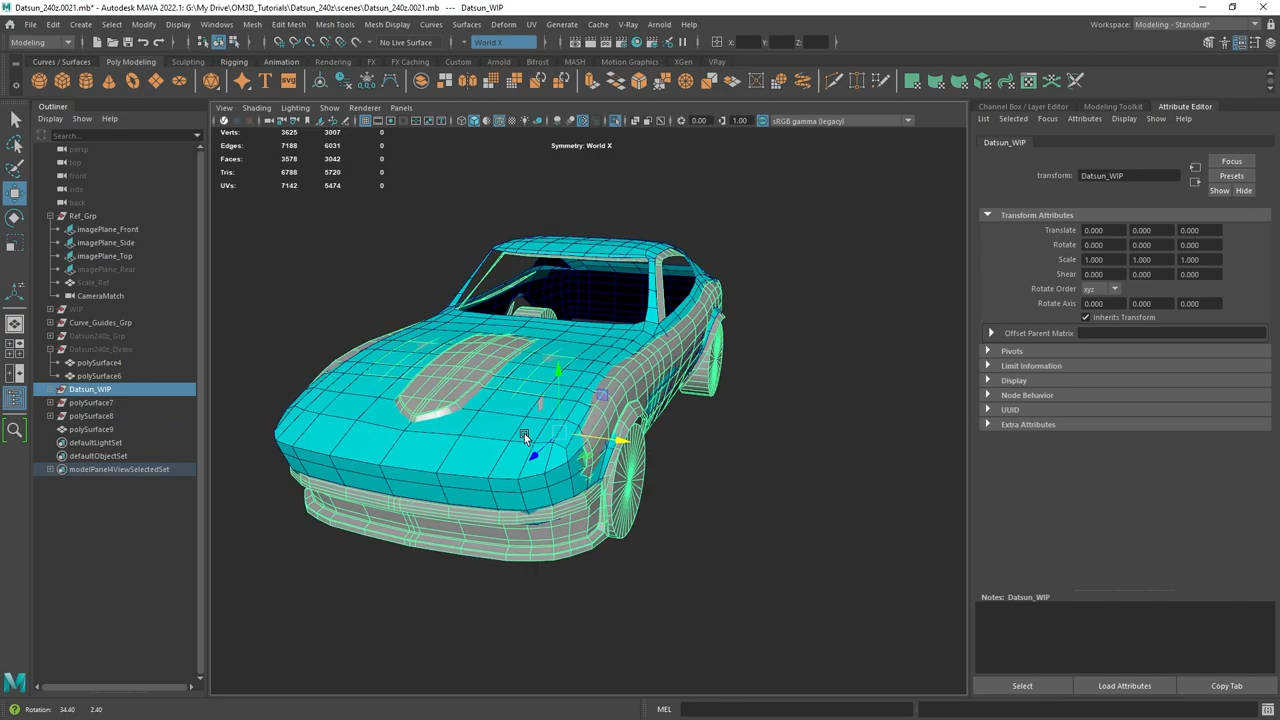 Datsun_240z.0021.mb* - Autodesk MAYA 2022.1: G:\My Drive\OM3D_Tutorials\Datsun_240z\scenes\Datsun_240z.0021.mb --- Datsun_WIP
File Edit Create Select Modify Display Windows Mesh Edit Mesh Mesh Tools Mesh Display Curves Surfaces Deform UV Generate Cache V-Ray Arnold Help
Workspace: Modeling - Standard*
Modeling No Live Surface World X X: Y: Z:
Curves / Surfaces Poly Modeling Sculpting Rigging Animation Rendering FX FX Caching Custom Arnold Bifrost MASH Motion Graphics XGen VRay
Outliner
Display Show Help
Search...
persp
top
front
side
back
Ref_Grp
imagePlane_Front
imagePlane_Side
imagePlane_Top
imagePlane_Rear
Scale_Ref
CameraMatch
WIP
Curve_Guides_Grp
Datsun240z_Grp
Datsun240z_Demo
polySurface4
polySurface6
Datsun_WIP
polySurface7
polySurface8
polySurface9
defaultLightSet
defaultObjectSet
modelPanel4ViewSelectedSet
View Shading Lighting Show Renderer Panels
0.00 1.00 sRGB gamma (legacy)
Verts: 3625 3007 0
Edges: 7188 6031 0
Faces: 3578 3042 0
Tris: 6788 5720 0
UVs: 7142 5474 0
Symmetry: World X
Channel Box / Layer Editor Modeling Toolkit Attribute Editor
List Selected Focus Attributes Display Show Help
Datsun_WIP
Focus
transform: Datsun_WIP Presets
Show Hide
Transform Attributes
Translate 0.000 0.000 0.000
Rotate 0.000 0.000 0.000
Scale 1.000 1.000 1.000
Shear 0.000 0.000 0.000
Rotate Order xyz
Rotate Axis 0.000 0.000 0.000
Inherits Transform
Offset Parent Matrix
Pivots
Limit Information
Display
Node Behavior
UUID
Extra Attributes
Notes: Datsun_WIP
Select Load Attributes Copy Tab
Rotation: 34.40 2.40
MEL